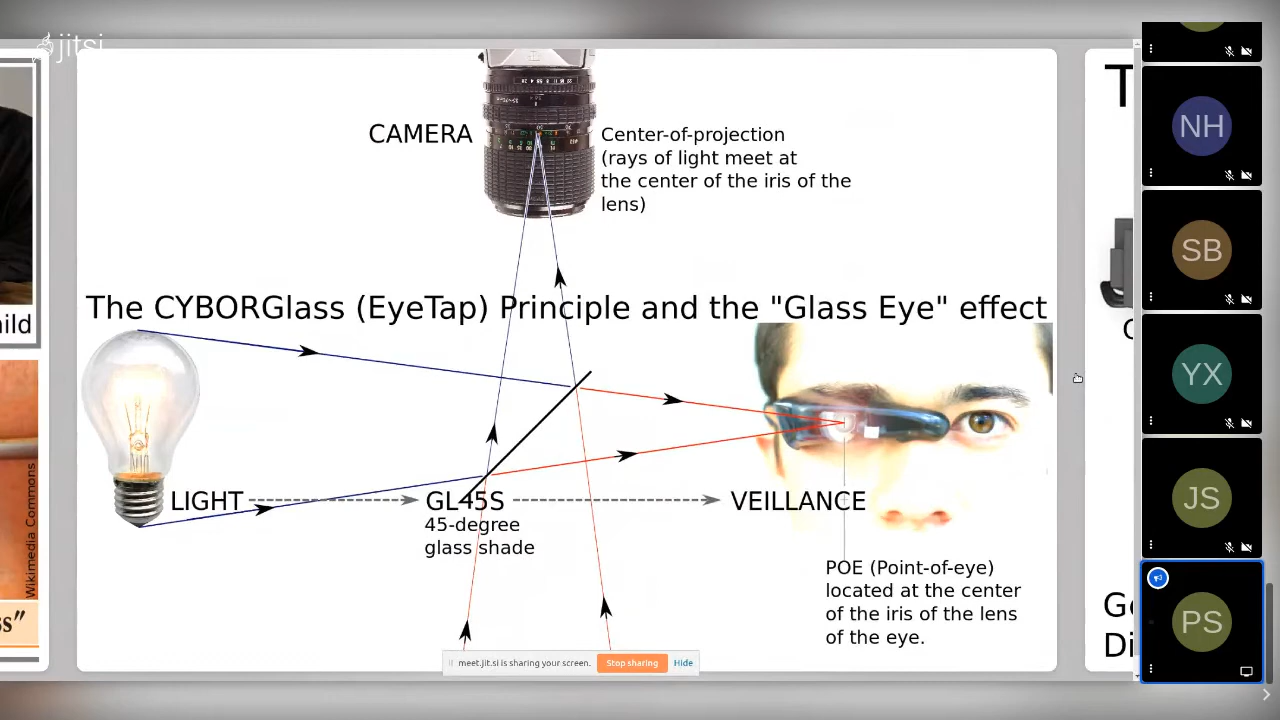 jitsi
CAMERA
Center-of-projection
(rays of light meet at
the center of the iris of the
lens)
The CYBORGlass (EyeTap) Principle and the "Glass Eye" effect
LIGHT
GL45S
VEILLANCE
45-degree
glass shade
POE (Point-of-eye)
located at the center
of the iris of the lens
of the eye.
Wikimedia Commons
meet.jit.si is sharing your screen.
Stop sharing
Hide
NH
SB
YX
JS
PS